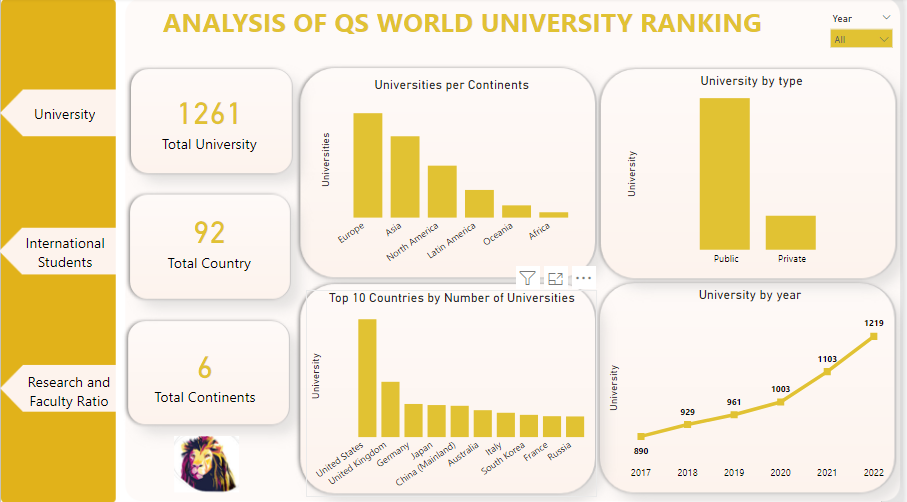 ANALYSIS OF QS WORLD UNIVERSITY RANKING
Year
All
University
International
Students
Research and
Faculty Ratio
1261
Total University
92
Total Country
6
Total Continents
Universities per Continents
Universities
Europe
Asia
North America
Latin America
Oceania
Africa
University by type
University
Public
Private
Top 10 Countries by Number of Universities
University
United States
United Kingdom
Germany
Japan
China (Mainland)
Australia
Italy
South Korea
France
Russia
University by year
University
890
929
961
1003
1103
1219
2017
2018
2019
2020
2021
2022